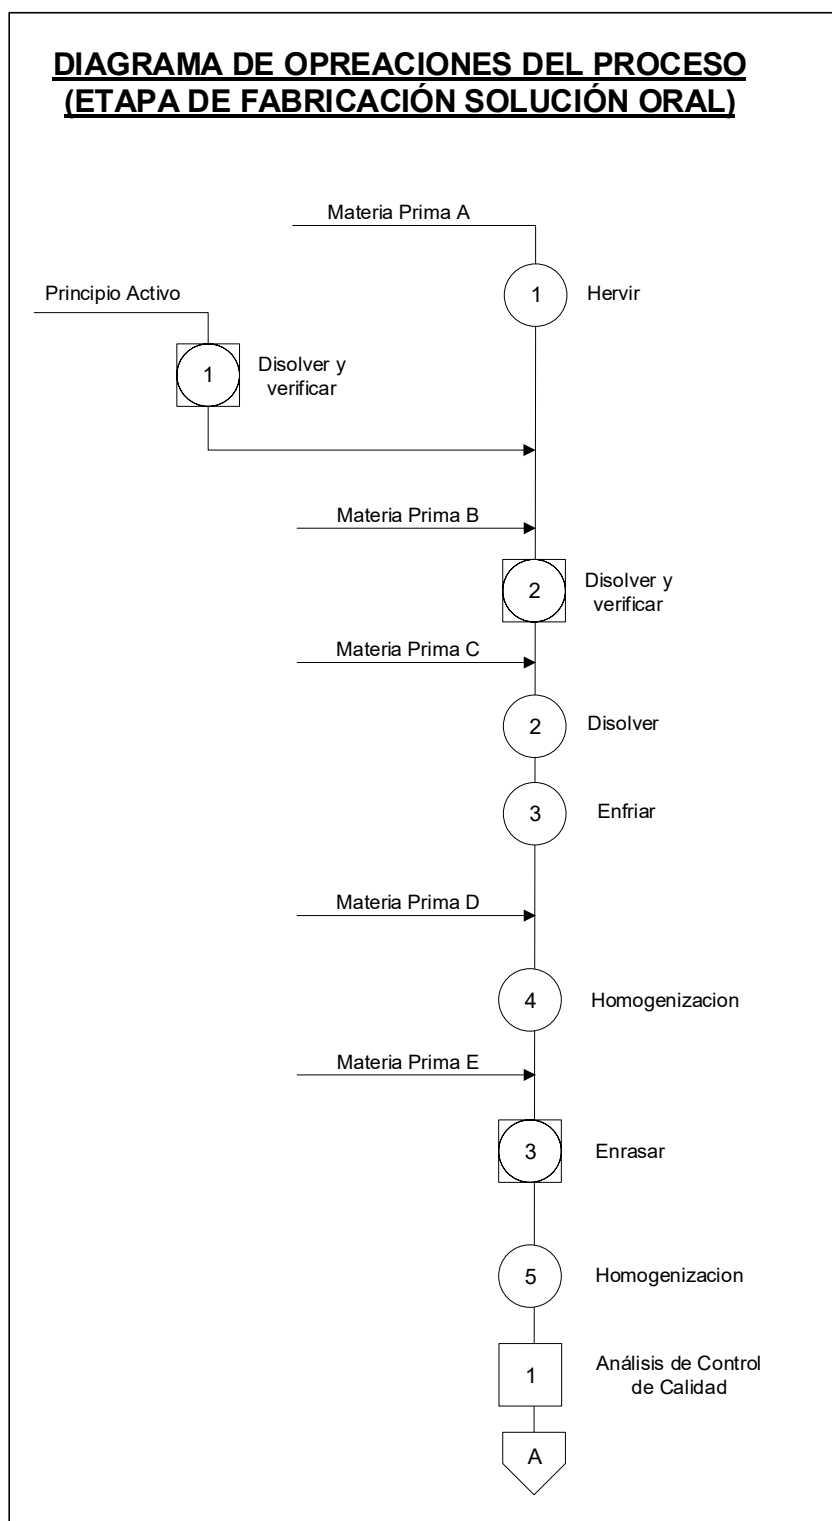 DIAGRAMA DE OPREACIONES DEL PROCESO
(ETAPA DE FABRICACIÓN SOLUCIÓN ORAL)
Materia Prima A
1
Hervir
Principio Activo
1
Disolver y
verificar
Materia Prima B
2
Disolver y
verificar
Materia Prima C
2
Disolver
3
Enfriar
Materia Prima D
4
Homogenizacion
Materia Prima E
3
Enrasar
5
Homogenizacion
1
Análisis de Control
de Calidad
A